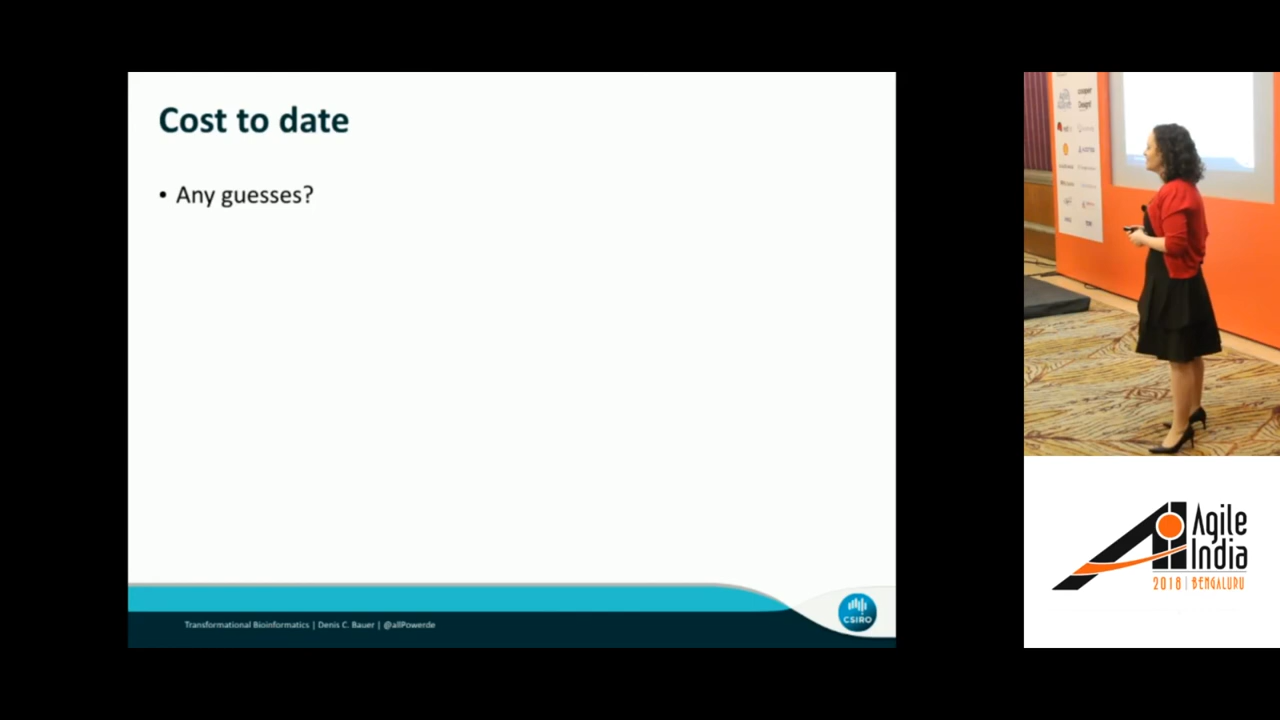 Cost to date
• Any guesses?
Transformational Bioinformatics | Denis C. Bauer | @allPowerde
CSIRO
Agile
India
2018 | BENGALURU